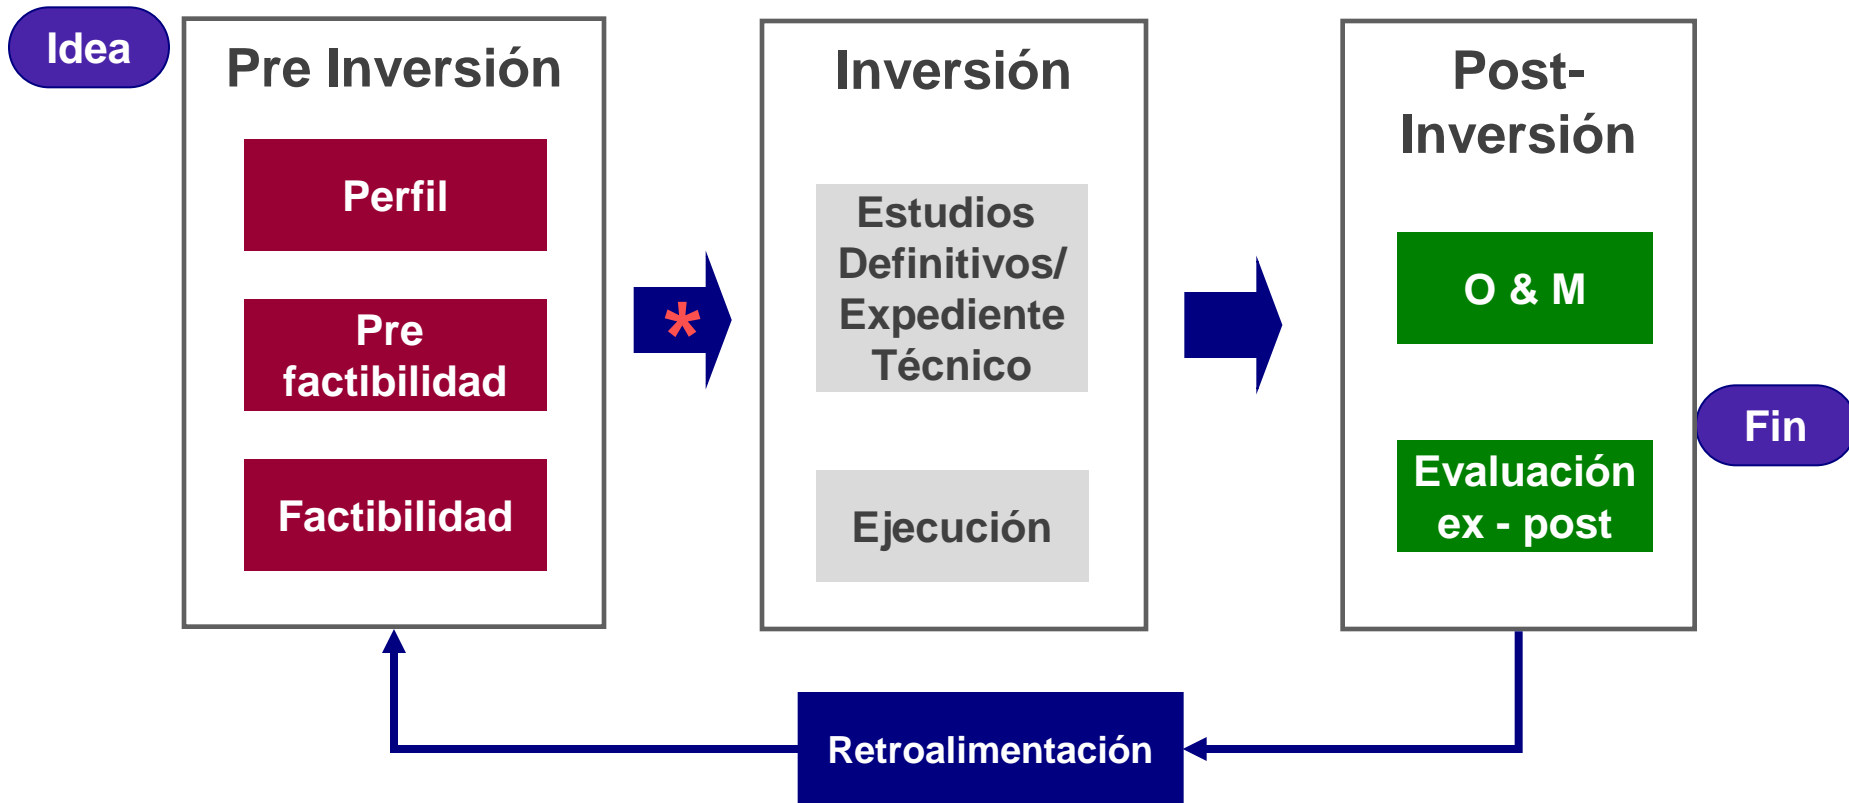 Idea
Pre Inversión
Perfil
Pre
factibilidad
Factibilidad
*
Inversión
Estudios
Definitivos/
Expediente
Técnico
Ejecución
Post-
Inversión
O & M
Evaluación
ex - post
Fin
Retroalimentación